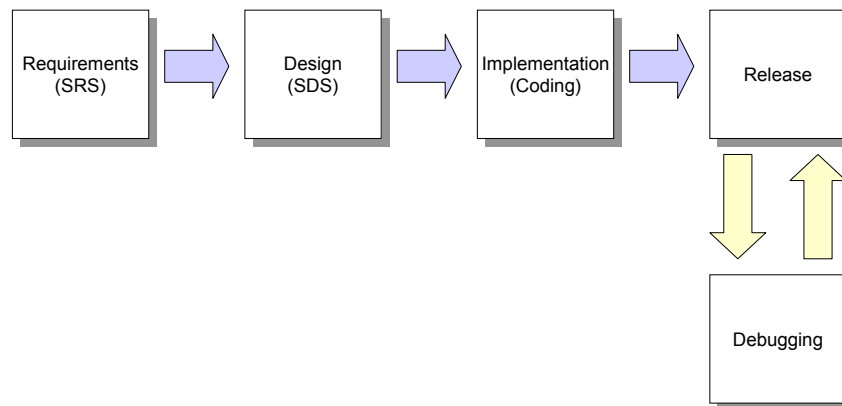 Requirements
(SRS)
Design
(SDS)
Implementation
(Coding)
Release
Debugging